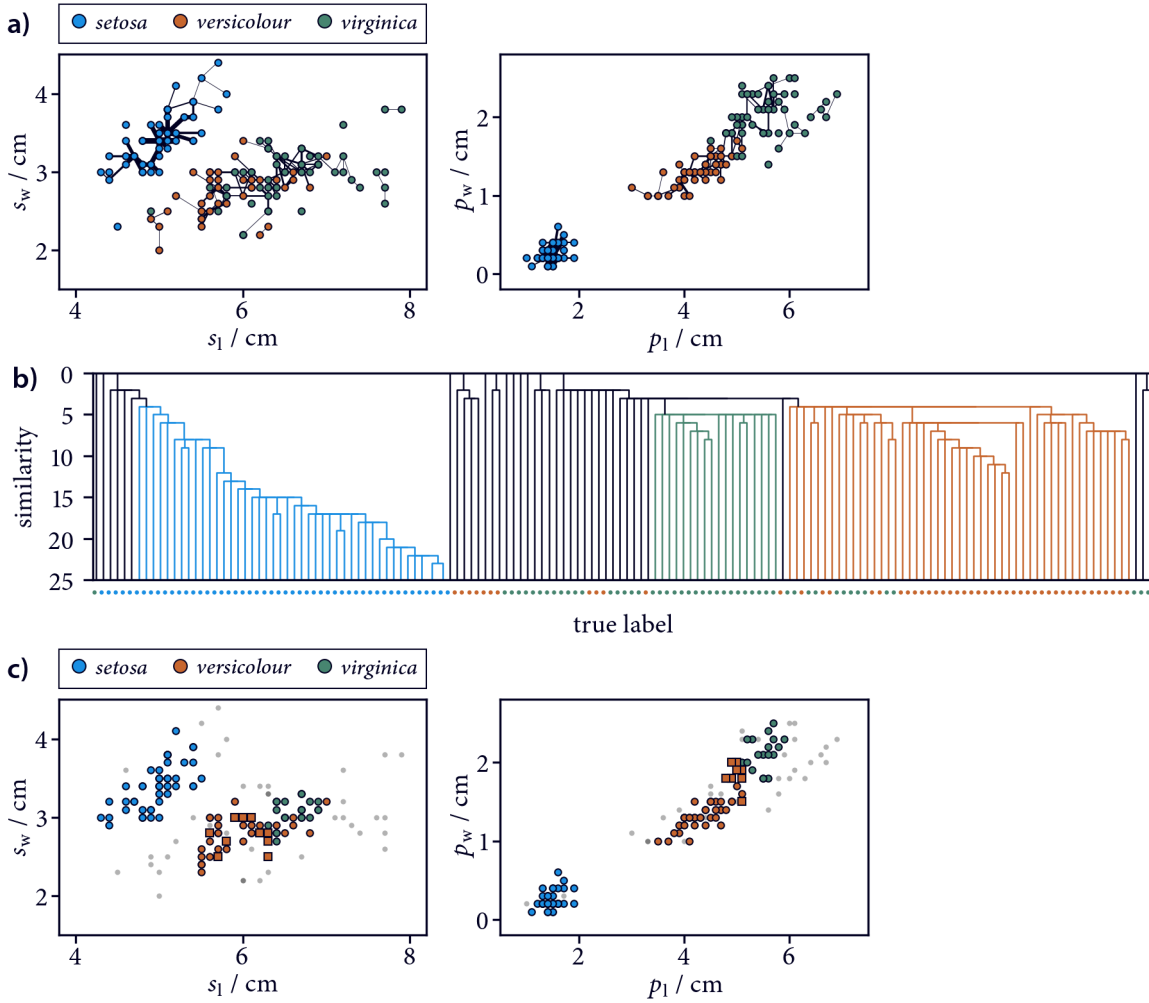 a)
setosa versicolour virginica
4
3
2
s_w / cm
4 6 8
s_l / cm
2
1
0
p_w / cm
2 4 6
p_l / cm
b)
0
5
10
15
20
25
similarity
true label
c)
setosa versicolour virginica
4
3
2
s_w / cm
4 6 8
s_l / cm
2
1
0
p_w / cm
2 4 6
p_l / cm